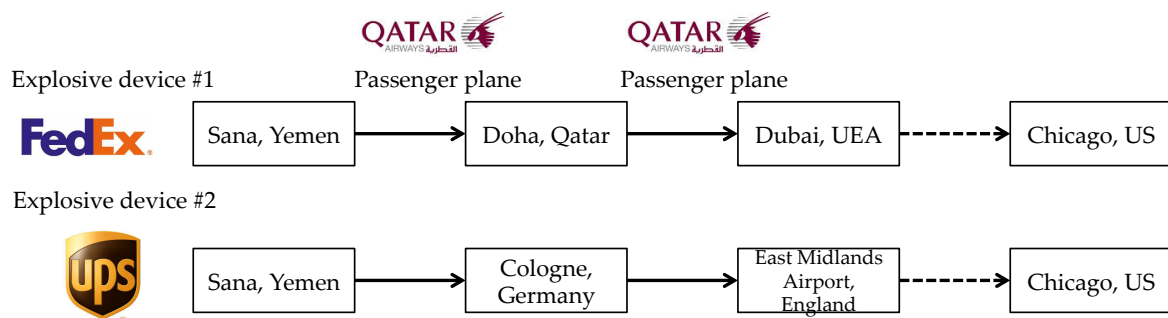 QATAR QATAR
AIRWAYS القطرية AIRWAYS القطرية
Explosive device #1 Passenger plane Passenger plane
FedEx. Sana, Yemen Doha, Qatar Dubai, UEA Chicago, US
Explosive device #2
ups Sana, Yemen Cologne, Germany East Midlands Airport, England Chicago, US